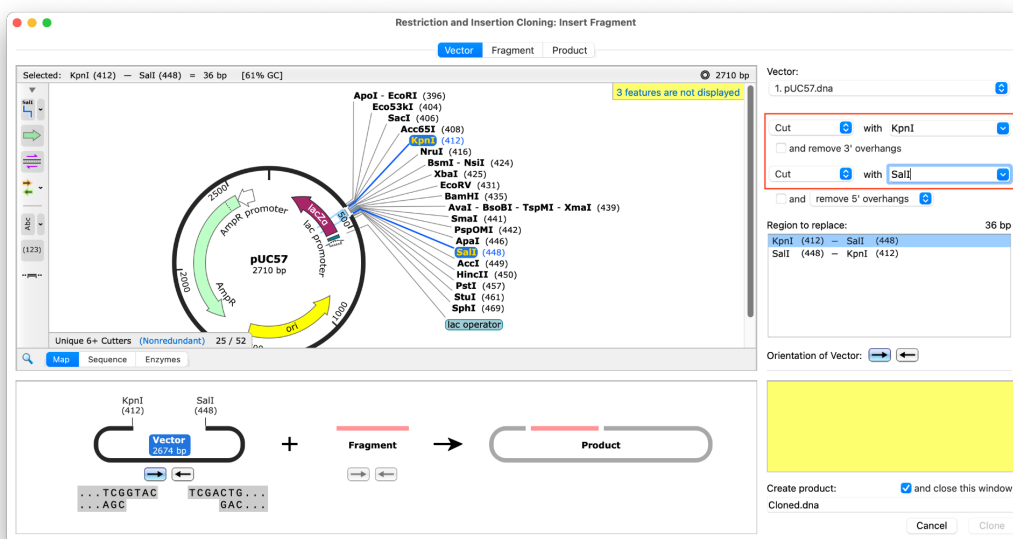 Restriction and Insertion Cloning: Insert Fragment
Vector Fragment Product
Selected: KpnI (412) — SalI (448) = 36 bp [61% GC]
2710 bp
3 features are not displayed
SalI
Abc
(123)
ApoI - EcoRI (396)
Eco53kI (404)
SacI (406)
Acc65I (408)
KpnI (412)
NruI (416)
BsmI - NsiI (424)
XbaI (425)
EcoRV (431)
BamHI (435)
AvaI - BsoBI - TspMI - XmaI (439)
SmaI (441)
PspOMI (442)
ApaI (446)
SalI (448)
AccI (449)
HincII (450)
PstI (457)
StuI (461)
SphI (469)
lac operator
2500
500
AmpR promoter
lacZα
lac promoter
pUC57
2710 bp
2000
1000
AmpR
ori
Unique 6+ Cutters (Nonredundant) 25 / 52
Map Sequence Enzymes
Vector:
1. pUC57.dna
Cut with KpnI
and remove 3' overhangs
Cut with SalI
and remove 5' overhangs
Region to replace: 36 bp
KpnI (412) — SalI (448)
SalI (448) — KpnI (412)
Orientation of Vector:
KpnI SalI
(412) (448)
Vector
2674 bp
+
Fragment
Product
...TCGGTAC TCGACTG...
...AGC GAC...
Create product: and close this window
Cloned.dna
Cancel Clone